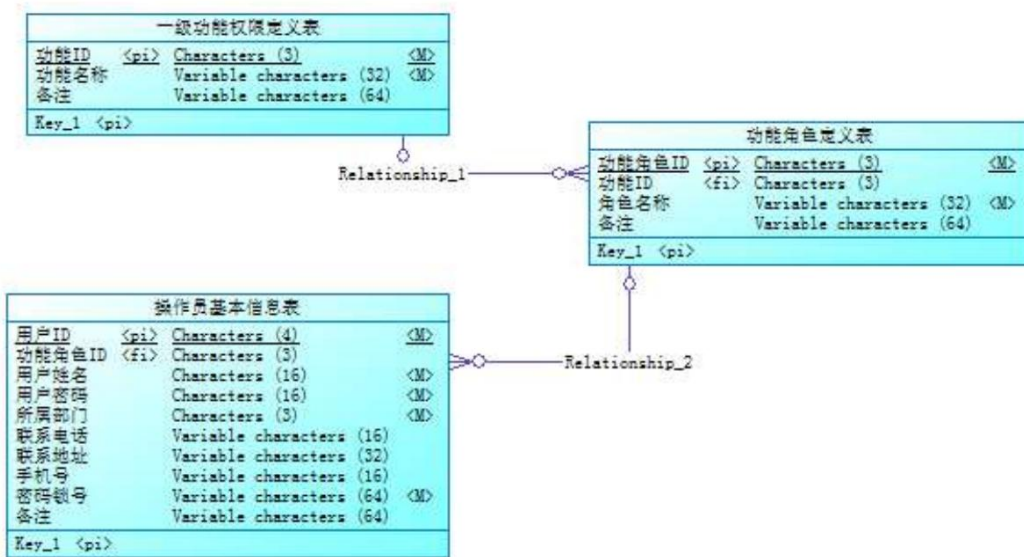 一级功能权限定义表
功能ID <pi> Characters (3) <M>
功能名称 Variable characters (32) <M>
备注 Variable characters (64)
Key_1 <pi>
Relationship_1
功能角色定义表
功能角色ID <pi> Characters (3) <M>
功能ID <fi> Characters (3)
角色名称 Variable characters (32) <M>
备注 Variable characters (64)
Key_1 <pi>
操作员基本信息表
用户ID <pi> Characters (4) <M>
功能角色ID <fi> Characters (3)
用户姓名 Characters (16) <M>
用户密码 Characters (16) <M>
所属部门 Characters (3) <M>
联系电话 Variable characters (16)
联系地址 Variable characters (32)
手机号 Variable characters (16)
密码锁号 Variable characters (64) <M>
备注 Variable characters (64)
Key_1 <pi>
Relationship_2